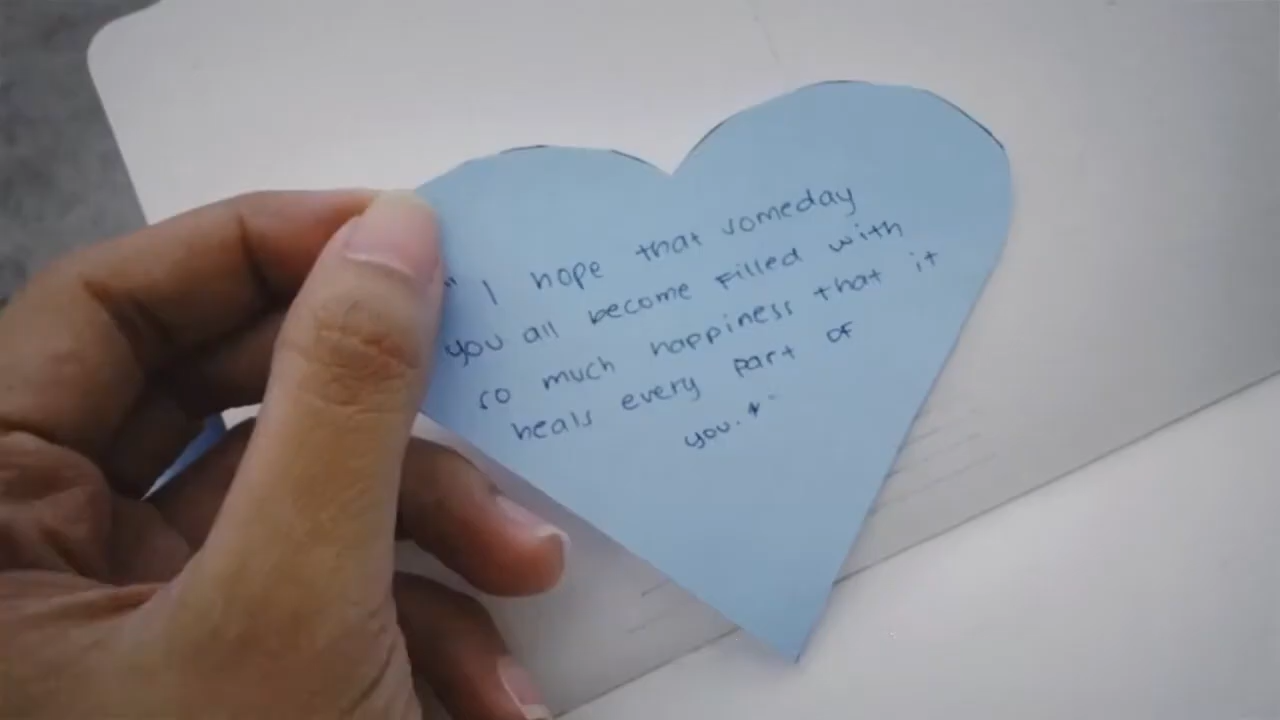 " I hope that someday
you all become filled with
so much happiness that it
heals every part of
you. "